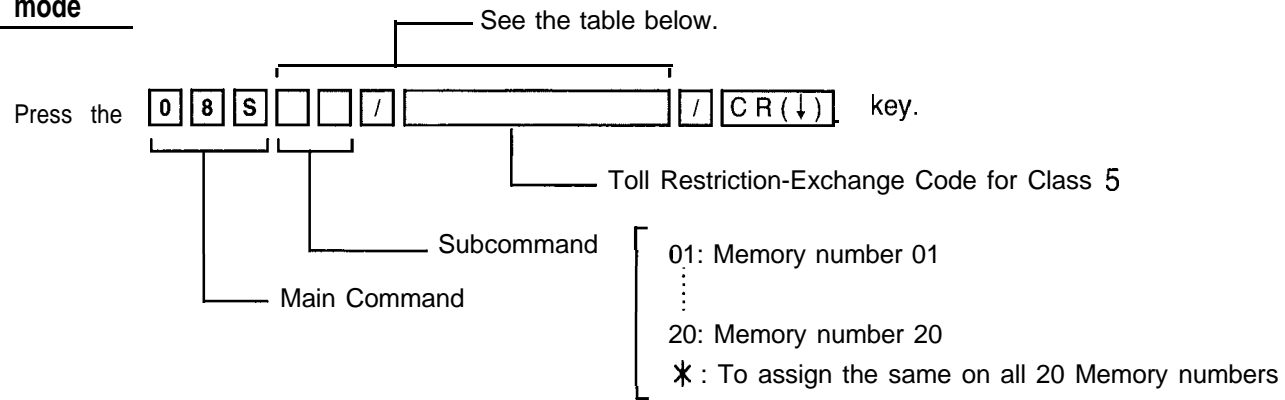 mode
See the table below.
Press the 0 8 S / / CR(↓) key.
Toll Restriction-Exchange Code for Class 5
Subcommand
01: Memory number 01
Main Command
20: Memory number 20
* : To assign the same on all 20 Memory numbers